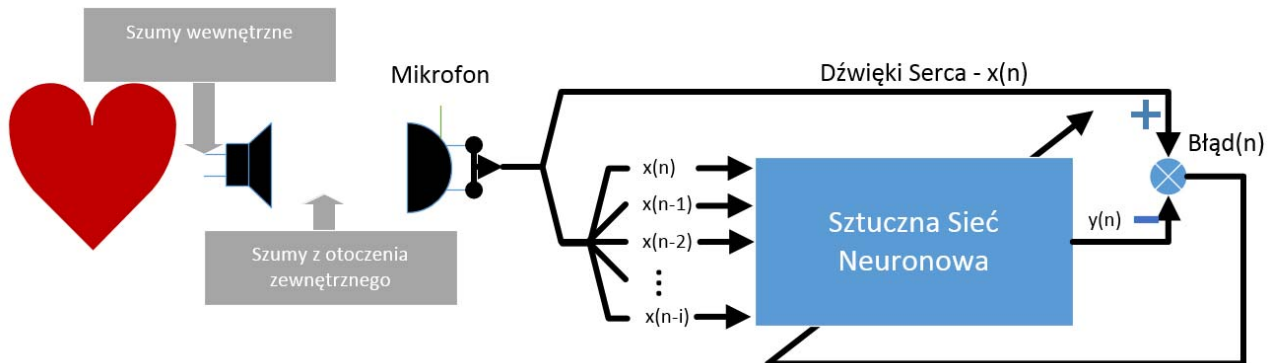 Szumy wewnętrzne
Mikrofon
Dźwięki Serca - x(n)
Błąd(n)
x(n)
x(n-1)
x(n-2)
x(n-i)
Sztuczna Sieć
Neuronowa
y(n)
Szumy z otoczenia
zewnętrznego